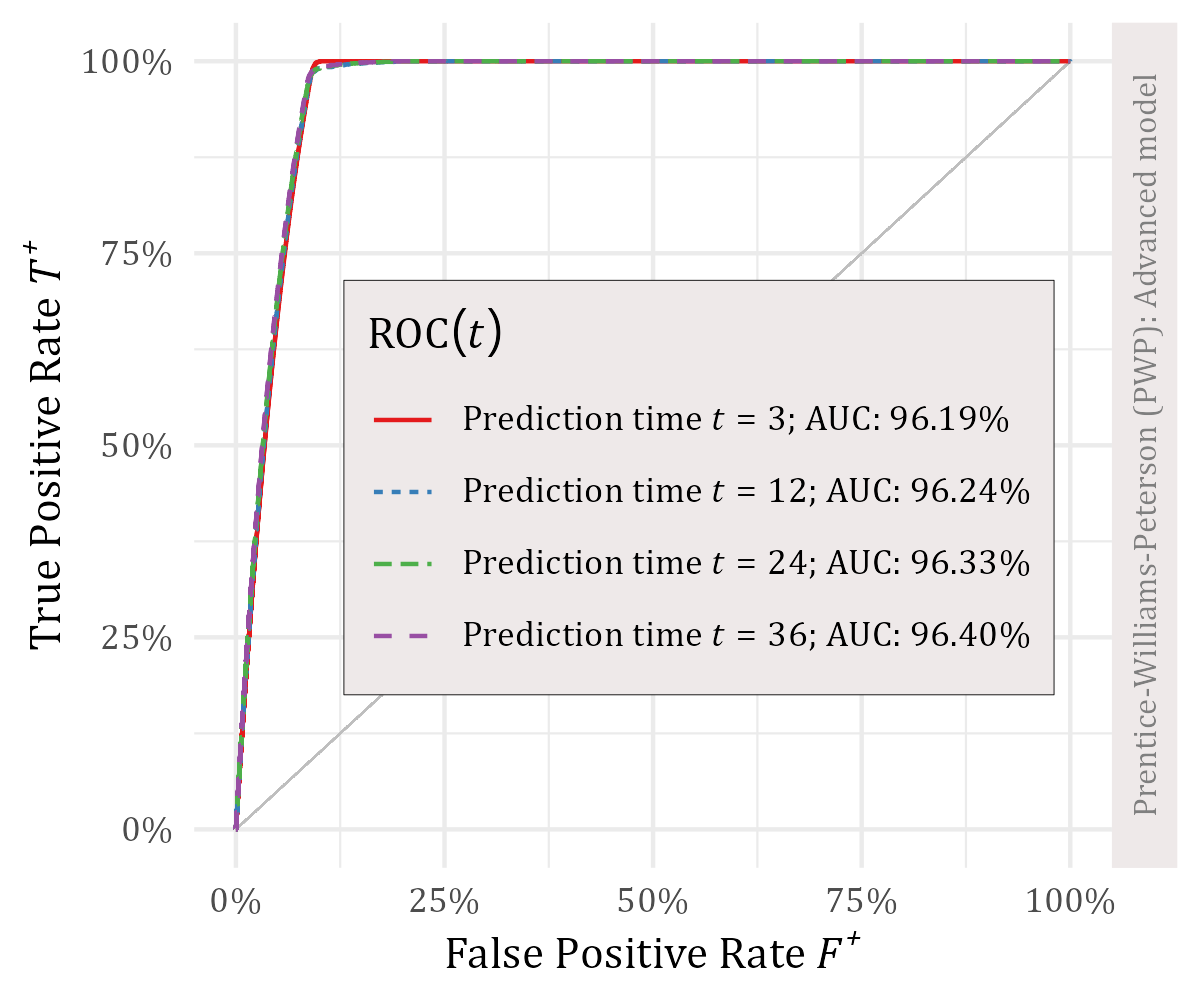 100%
75%
50%
25%
0%
True Positive Rate T⁺
ROC(t)
Prediction time t = 3; AUC: 96.19%
Prediction time t = 12; AUC: 96.24%
Prediction time t = 24; AUC: 96.33%
Prediction time t = 36; AUC: 96.40%
Prentice-Williams-Peterson (PWP): Advanced model
0% 25% 50% 75% 100%
False Positive Rate F⁺